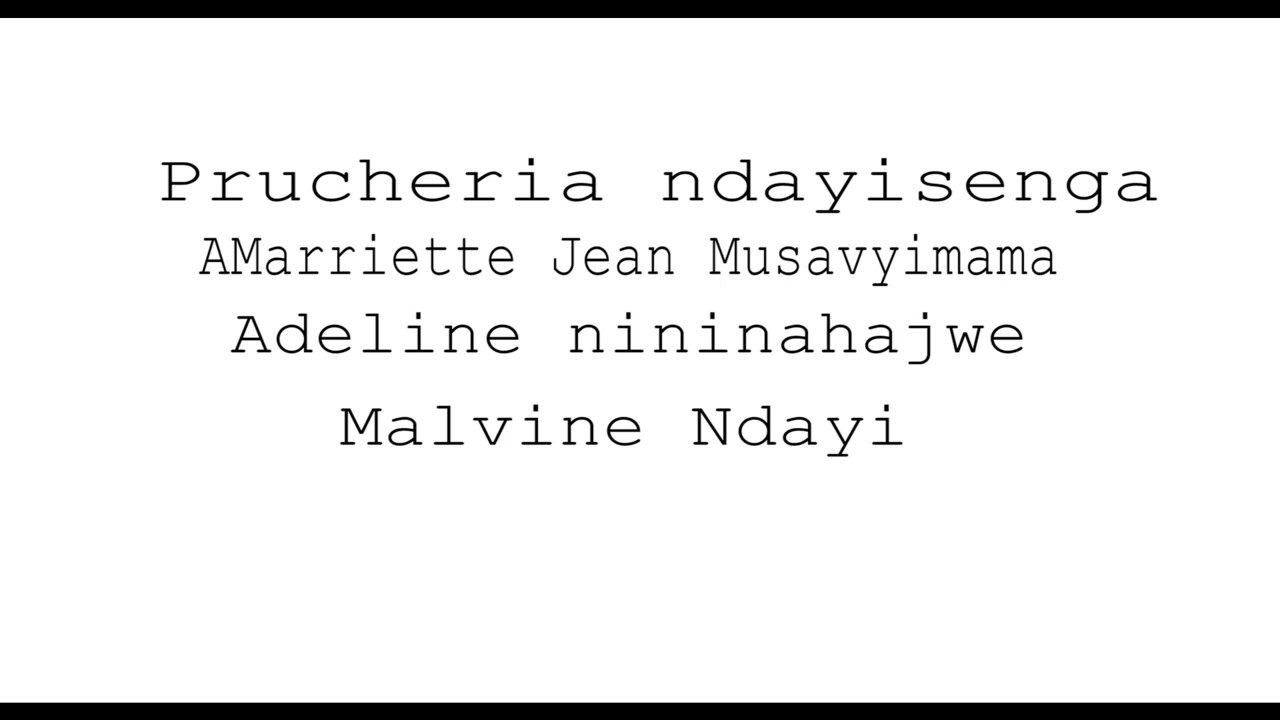 Prucheria ndayisenga
AMarriette Jean Musavyimama
Adeline nininahajwe
Malvine Ndayi